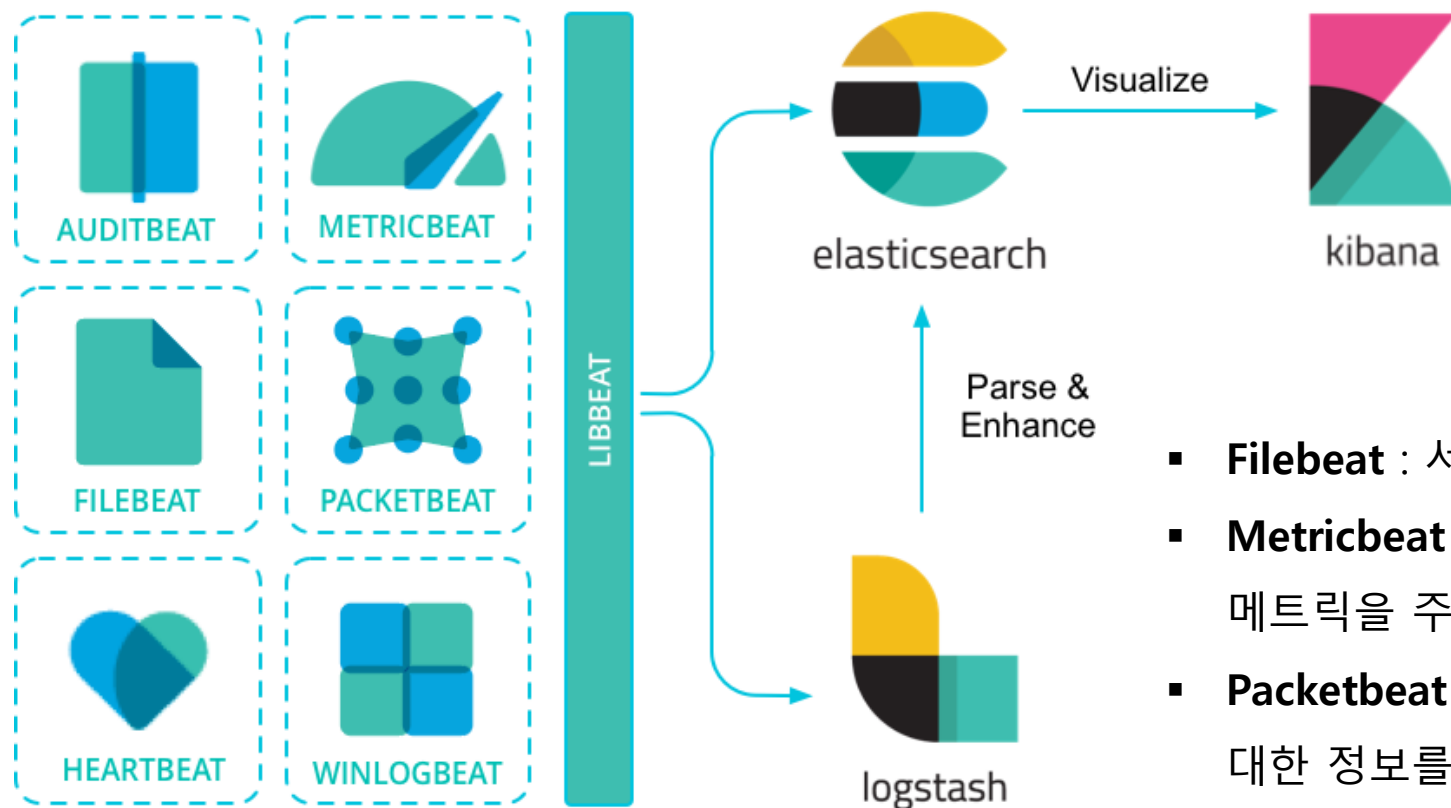 AUDITBEAT
METRICBEAT
FILEBEAT
PACKETBEAT
HEARTBEAT
WINLOGBEAT
LIBBEAT
elasticsearch
Visualize
kibana
Parse &
Enhance
logstash
▪ Filebeat : 서
▪ Metricbeat
메트릭을 주
▪ Packetbeat
대한 정보를